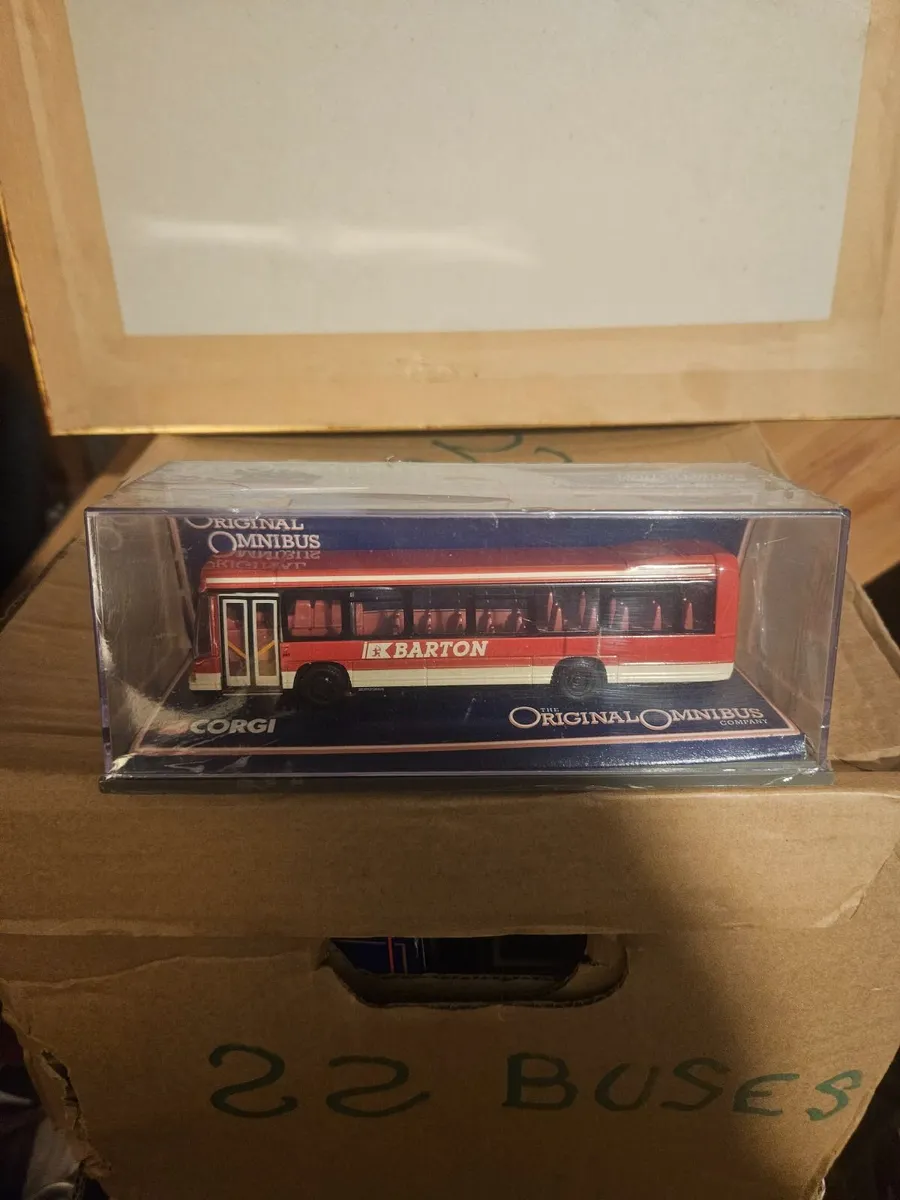 ORIGINAL
OMNIBUS
BARTON
CORGI
THE ORIGINAL OMNIBUS COMPANY
22 BUSES